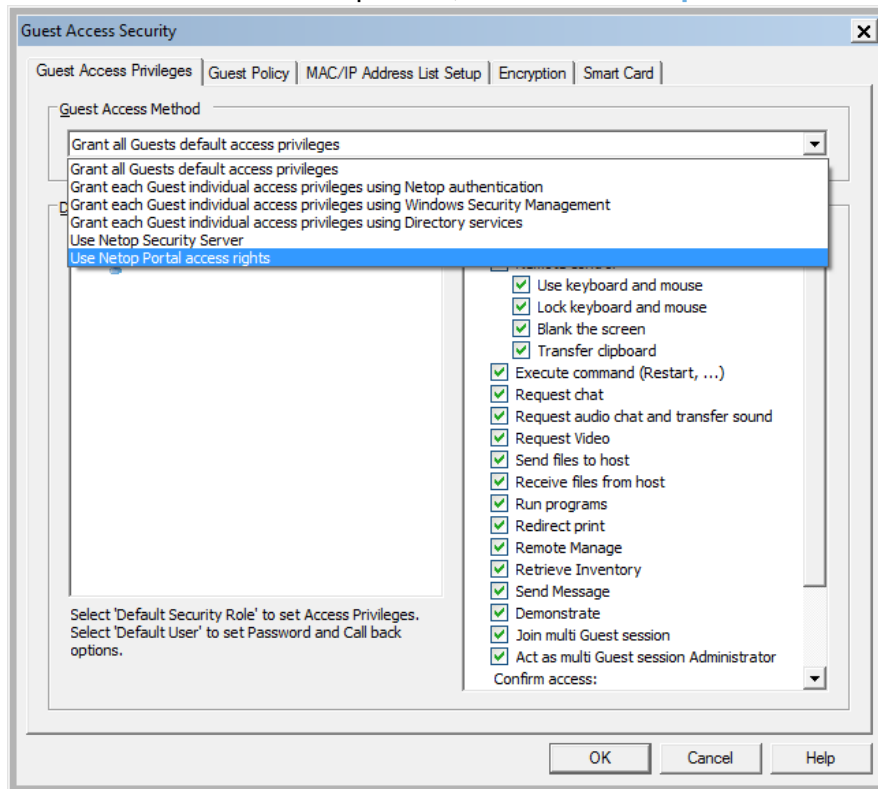 Guest Access Security
Guest Access Privileges Guest Policy MAC/IP Address List Setup Encryption Smart Card
Guest Access Method
Grant all Guests default access privileges
Grant all Guests default access privileges
Grant each Guest individual access privileges using Netop authentication
Grant each Guest individual access privileges using Windows Security Management
Grant each Guest individual access privileges using Directory services
Use Netop Security Server
Use Netop Portal access rights
Use keyboard and mouse
Lock keyboard and mouse
Blank the screen
Transfer clipboard
Execute command (Restart, ...)
Request chat
Request audio chat and transfer sound
Request Video
Send files to host
Receive files from host
Run programs
Redirect print
Remote Manage
Retrieve Inventory
Send Message
Demonstrate
Join multi Guest session
Act as multi Guest session Administrator
Confirm access:
Select 'Default Security Role' to set Access Privileges.
Select 'Default User' to set Password and Call back
options.
OK Cancel Help